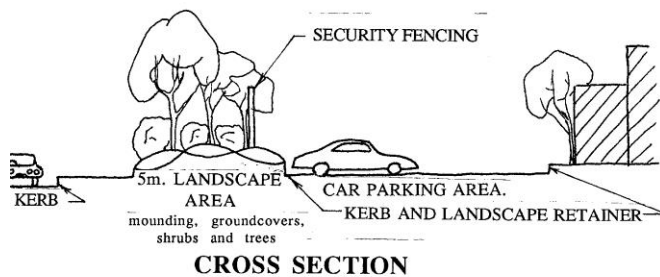 SECURITY FENCING
5m. LANDSCAPE
AREA
mounding, groundcovers,
shrubs and trees
KERB
CAR PARKING AREA.
KERB AND LANDSCAPE RETAINER
CROSS SECTION